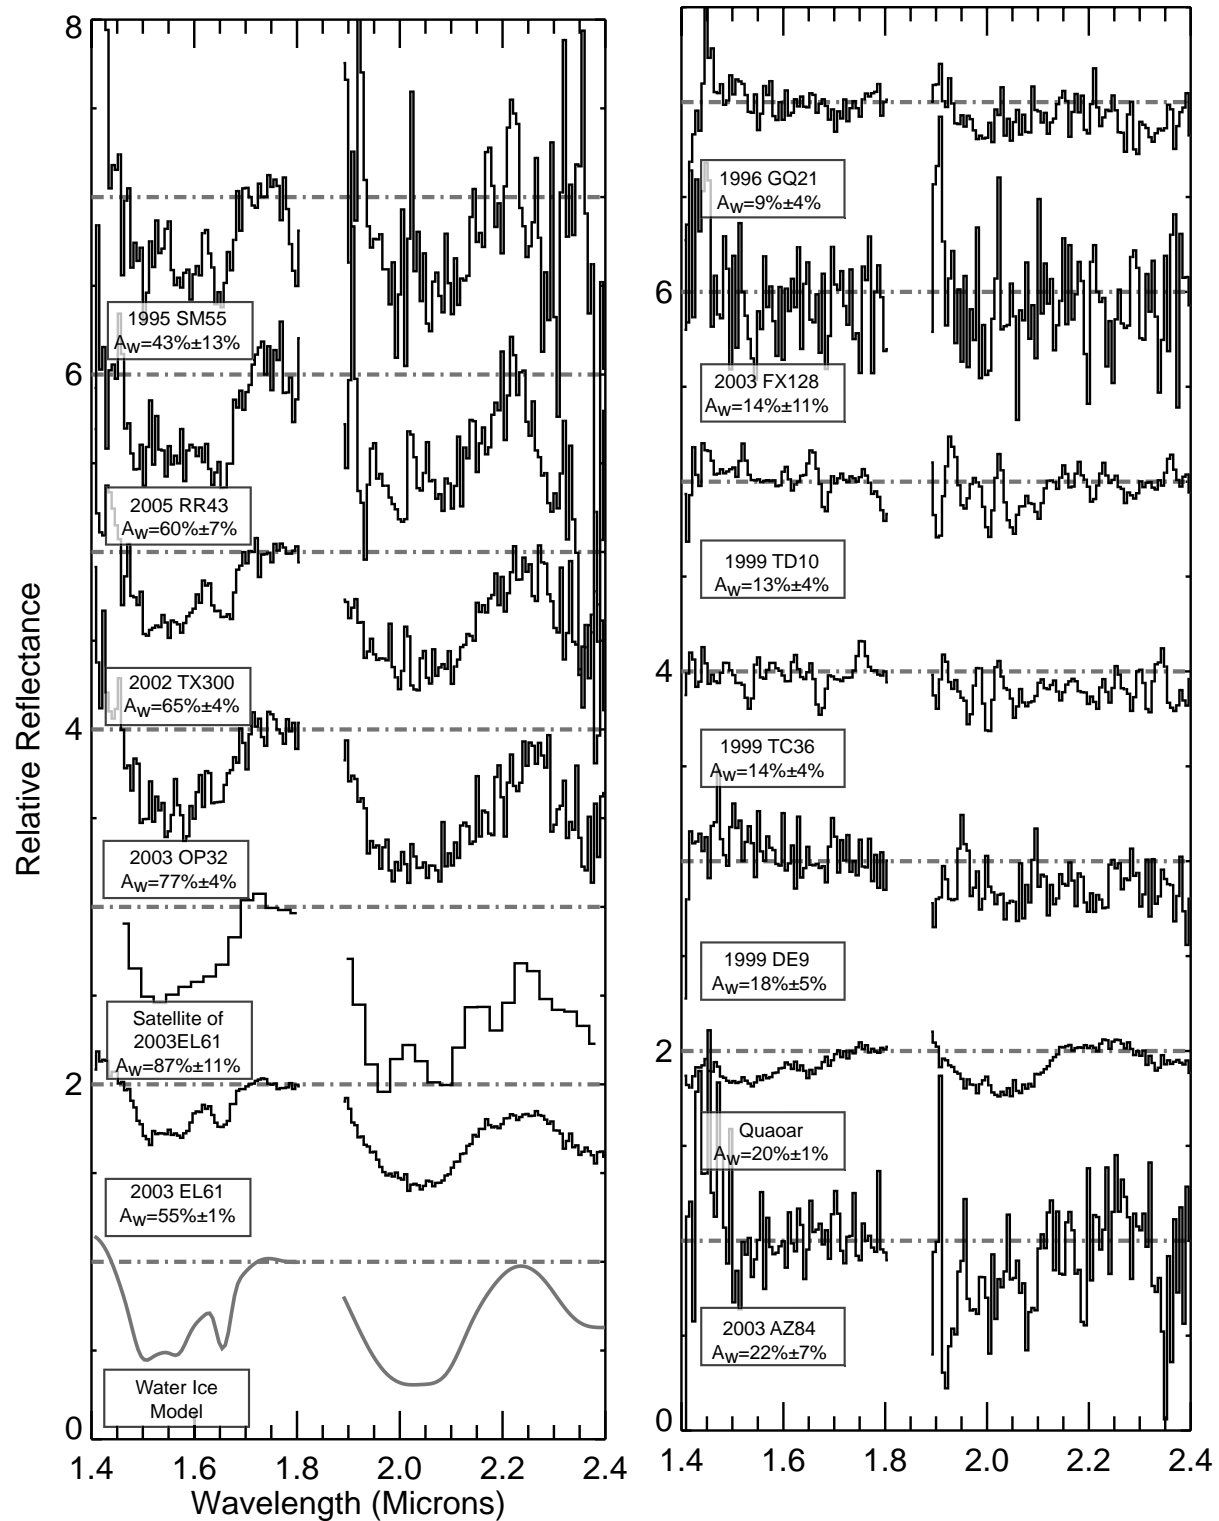 8
6
4
2
0
Relative Reflectance
1995 SM55
Aw=43%±13%
2005 RR43
Aw=60%±7%
2002 TX300
Aw=65%±4%
2003 OP32
Aw=77%±4%
Satellite of
2003EL61
Aw=87%±11%
2003 EL61
Aw=55%±1%
Water Ice
Model
1.4 1.6 1.8 2.0 2.2 2.4
Wavelength (Microns)
6
4
2
0
1996 GQ21
Aw=9%±4%
2003 FX128
Aw=14%±11%
1999 TD10
Aw=13%±4%
1999 TC36
Aw=14%±4%
1999 DE9
Aw=18%±5%
Quaoar
Aw=20%±1%
2003 AZ84
Aw=22%±7%
1.4 1.6 1.8 2.0 2.2 2.4